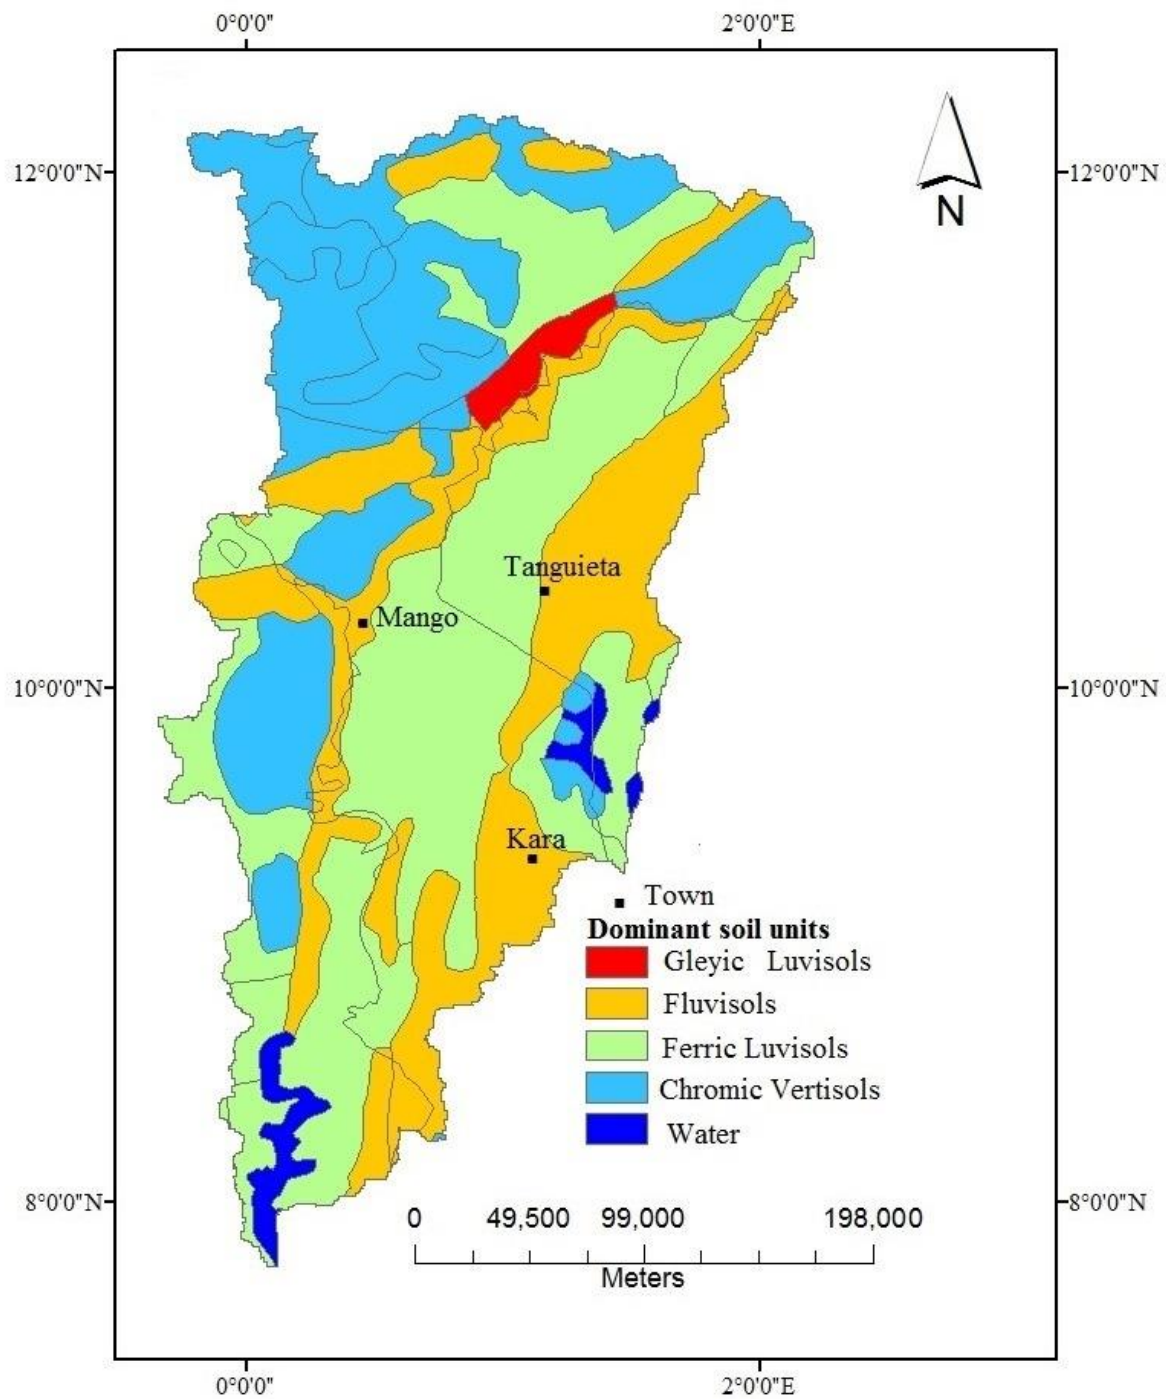 0°0'0" 2°0'0"E
12°0'0"N 12°0'0"N
N
Tanguieta
Mango
10°0'0"N 10°0'0"N
Kara
Town
Dominant soil units
Gleyic Luvisols
Fluvisols
Ferric Luvisols
Chromic Vertisols
Water
8°0'0"N 8°0'0"N
0 49,500 99,000 198,000
Meters
0°0'0" 2°0'0"E